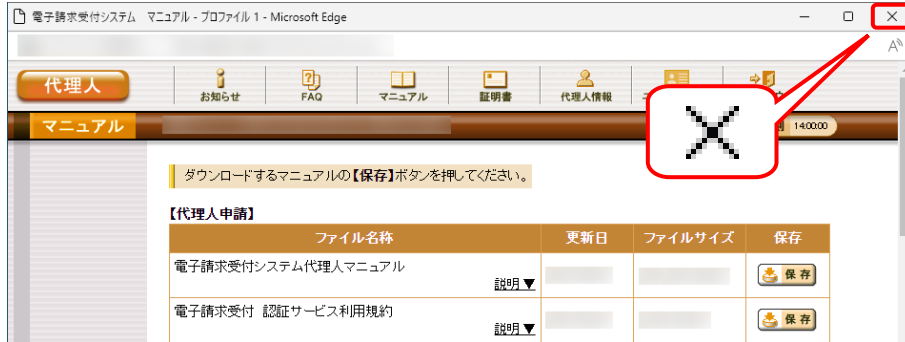 電子請求受付システム マニュアル - プロファイル 1 - Microsoft Edge
代理人
お知らせ
FAQ
マニュアル
証明書
代理人情報
マニュアル
14:00:00
ダウンロードするマニュアルの【保存】ボタンを押してください。
【代理人申請】
ファイル名称 更新日 ファイルサイズ 保存
電子請求受付システム代理人マニュアル
説明▼ 保存
電子請求受付 認証サービス利用規約
説明▼ 保存